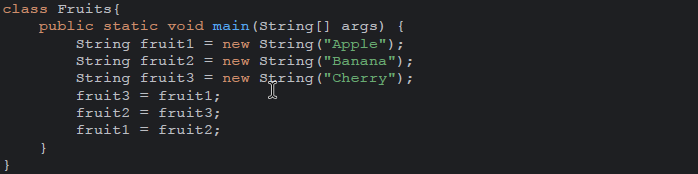 class Fruits{
    public static void main(String[] args) {
        String fruit1 = new String("Apple");
        String fruit2 = new String("Banana");
        String fruit3 = new String("Cherry");
        fruit3 = fruit1;
        fruit2 = fruit3;
        fruit1 = fruit2;
    }
}